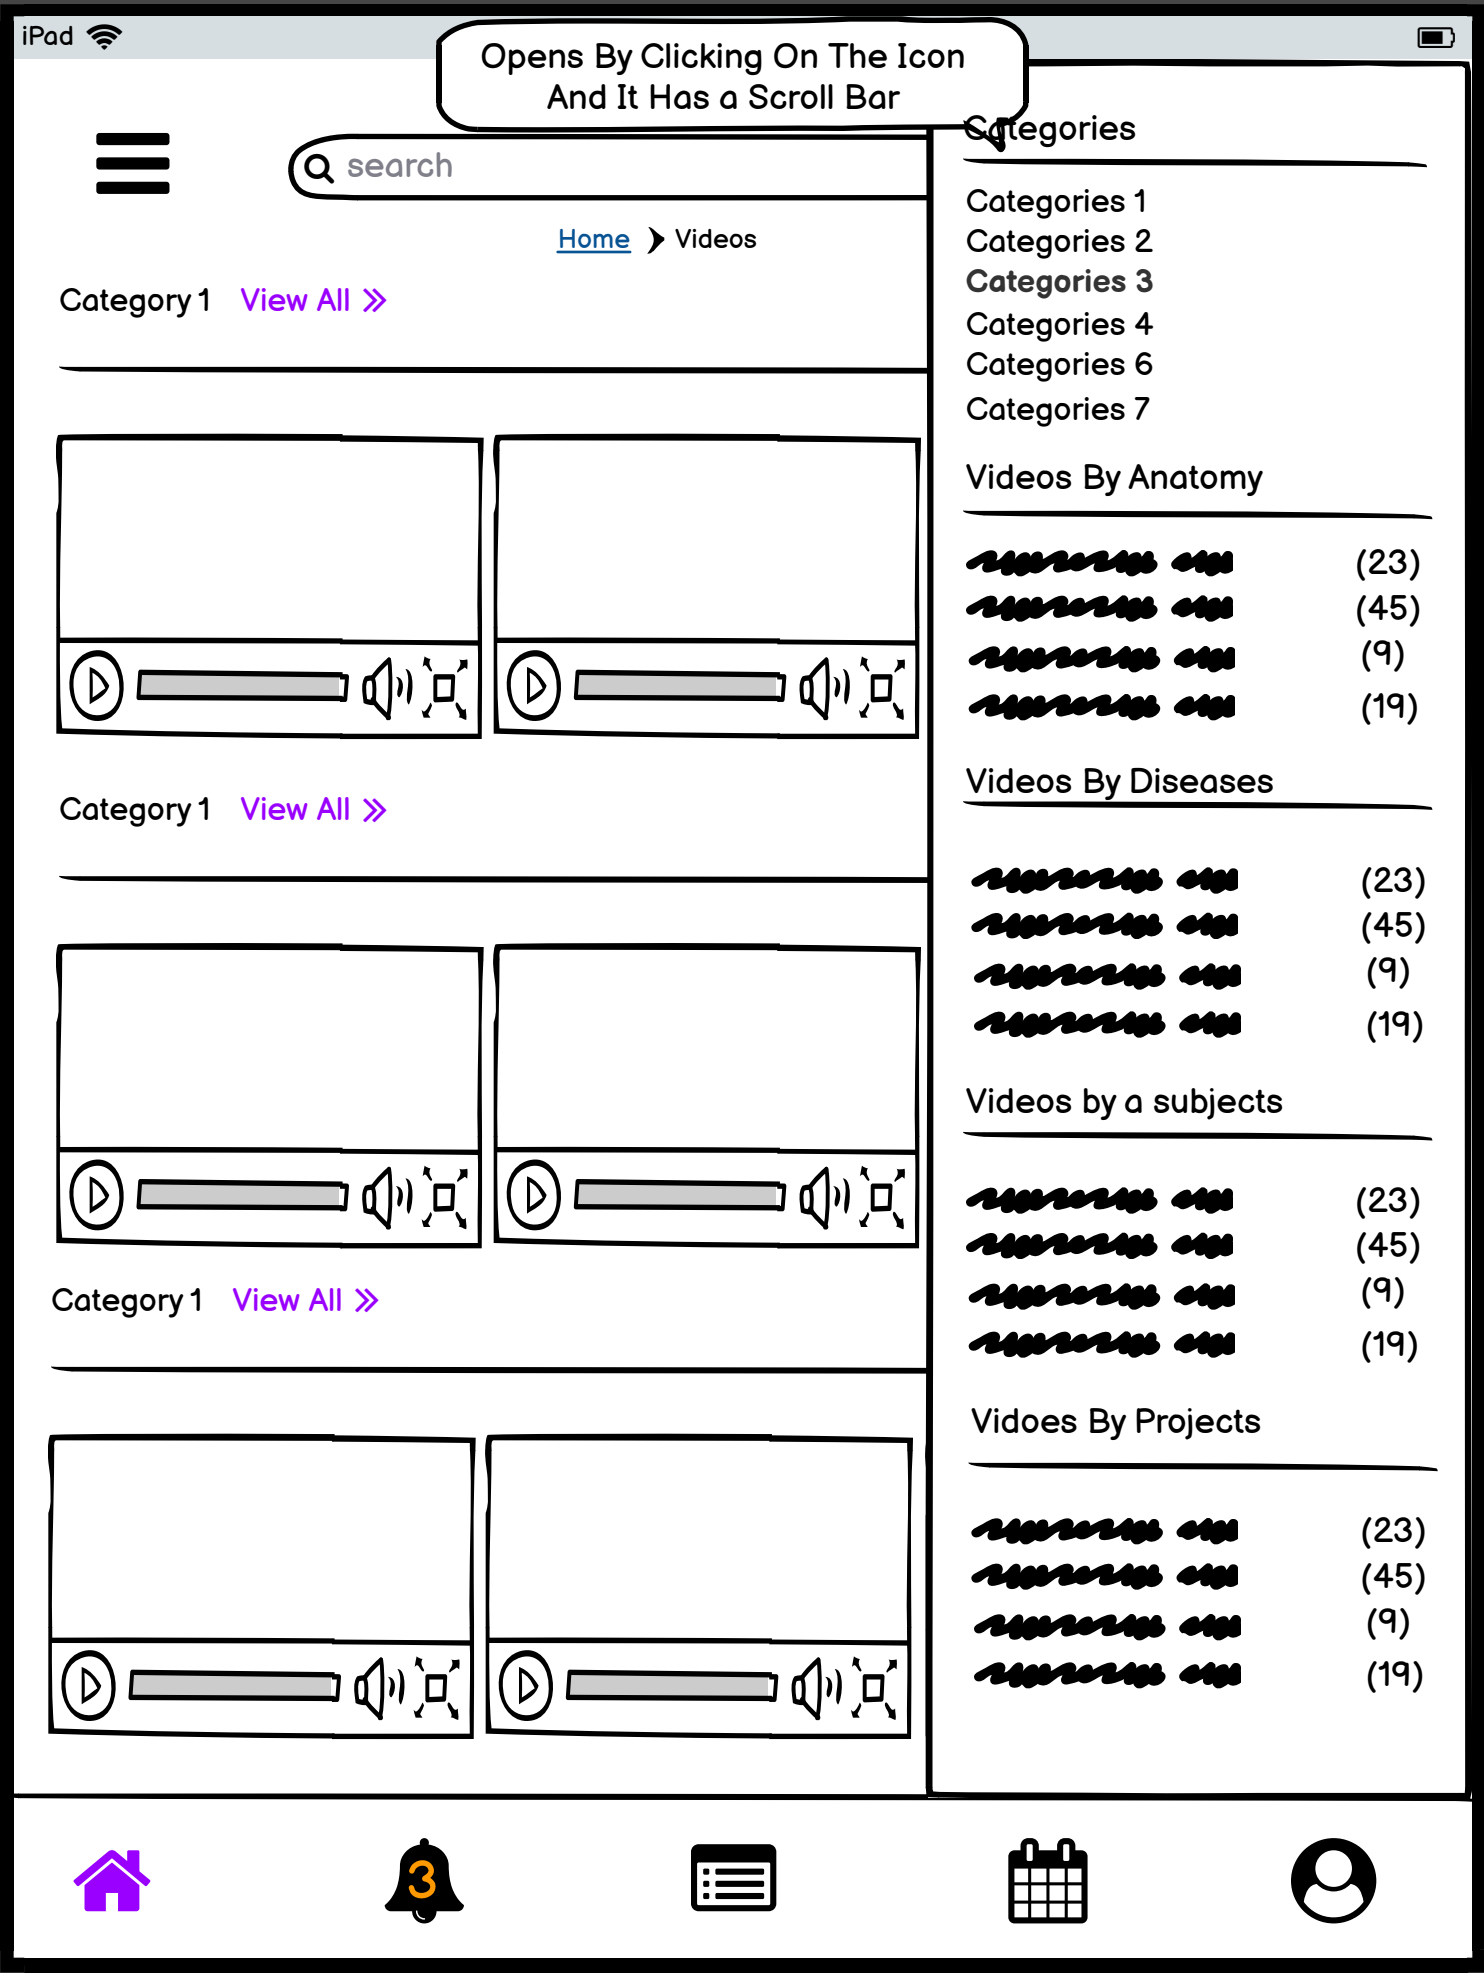 iPad
Opens By Clicking On The Icon
And It Has a Scroll Bar
search
Home Videos
Category 1 View All
Category 1 View All
Category 1 View All
Categories
Categories 1
Categories 2
Categories 3
Categories 4
Categories 6
Categories 7
Videos By Anatomy
(23)
(45)
(9)
(19)
Videos By Diseases
(23)
(45)
(9)
(19)
Videos by a subjects
(23)
(45)
(9)
(19)
Vidoes By Projects
(23)
(45)
(9)
(19)
3